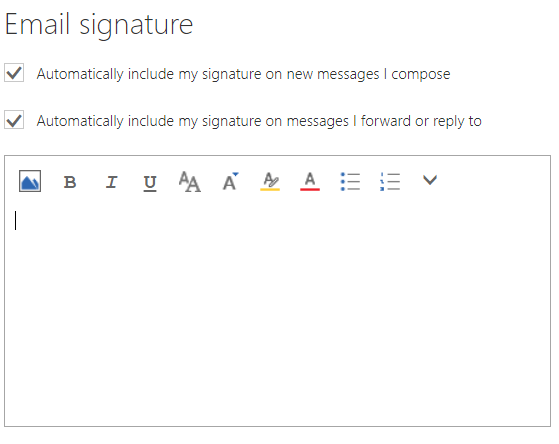 Email signature
Automatically include my signature on new messages I compose
Automatically include my signature on messages I forward or reply to
B I U AA A A A